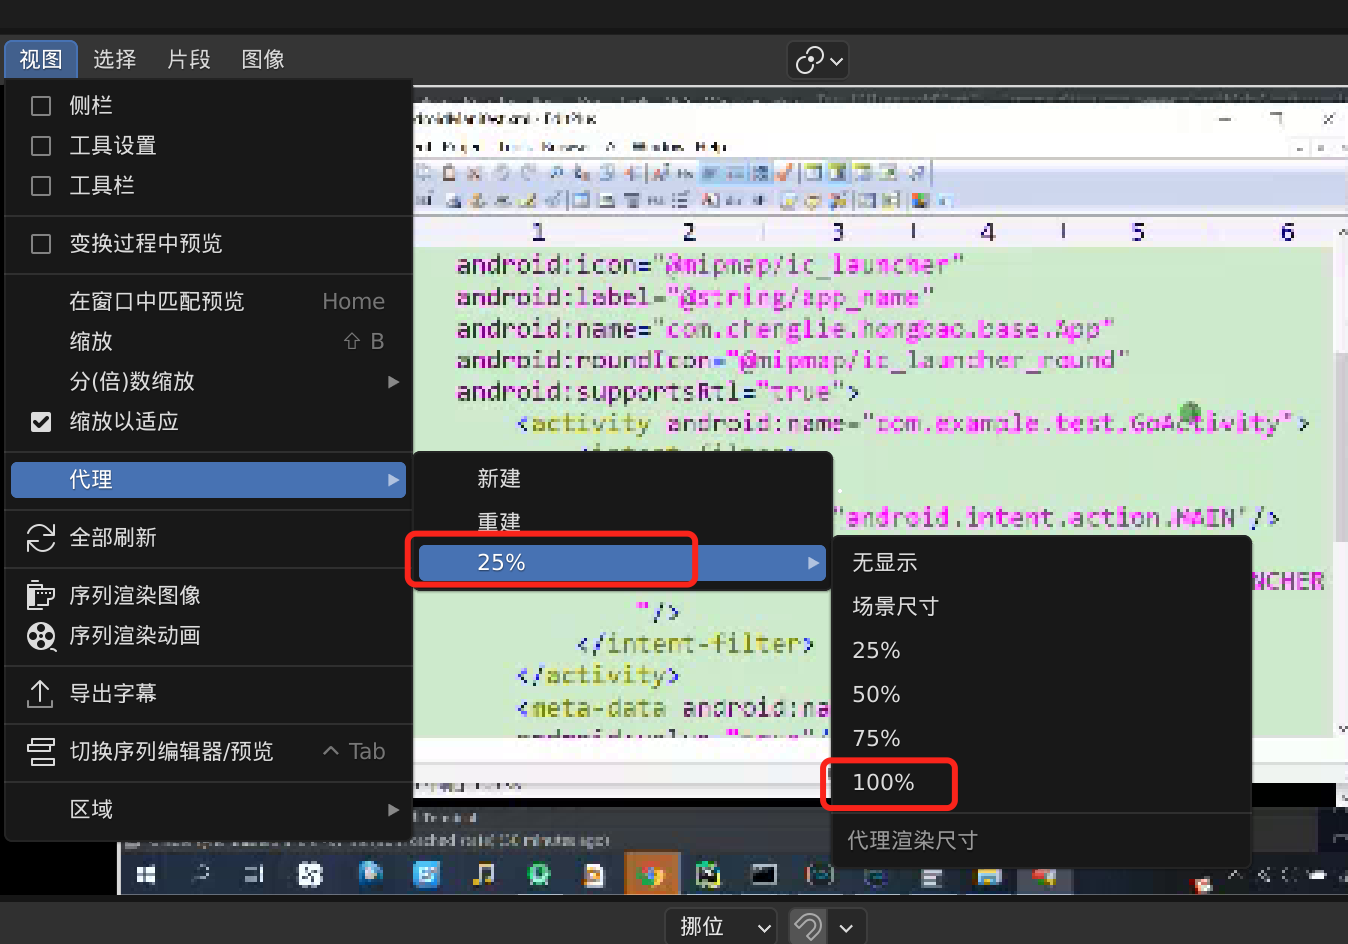 视图 选择 片段 图像
侧栏
工具设置
工具栏
变换过程中预览
在窗口中匹配预览 Home
缩放 ⇧ B
分(倍)数缩放
缩放以适应
代理
全部刷新
序列渲染图像
序列渲染动画
导出字幕
切换序列编辑器/预览 ^ Tab
区域
新建
重建
25%
无显示
场景尺寸
25%
50%
75%
100%
代理渲染尺寸
1 2 3 4 5 6
android:icon="@mipmap/ic_launcher"
android:label="@string/app_name"
android:name="com.chenglie.hongbao.base.App"
android:roundIcon="@mipmap/ic_launcher_round"
android:supportsRtl="true">
<activity android:name="com.example.test.GoActivity">
"android.intent.action.MAIN"/>
NCHER
"/>
</intent-filter>
</activity>
<meta-data android:na
挪位